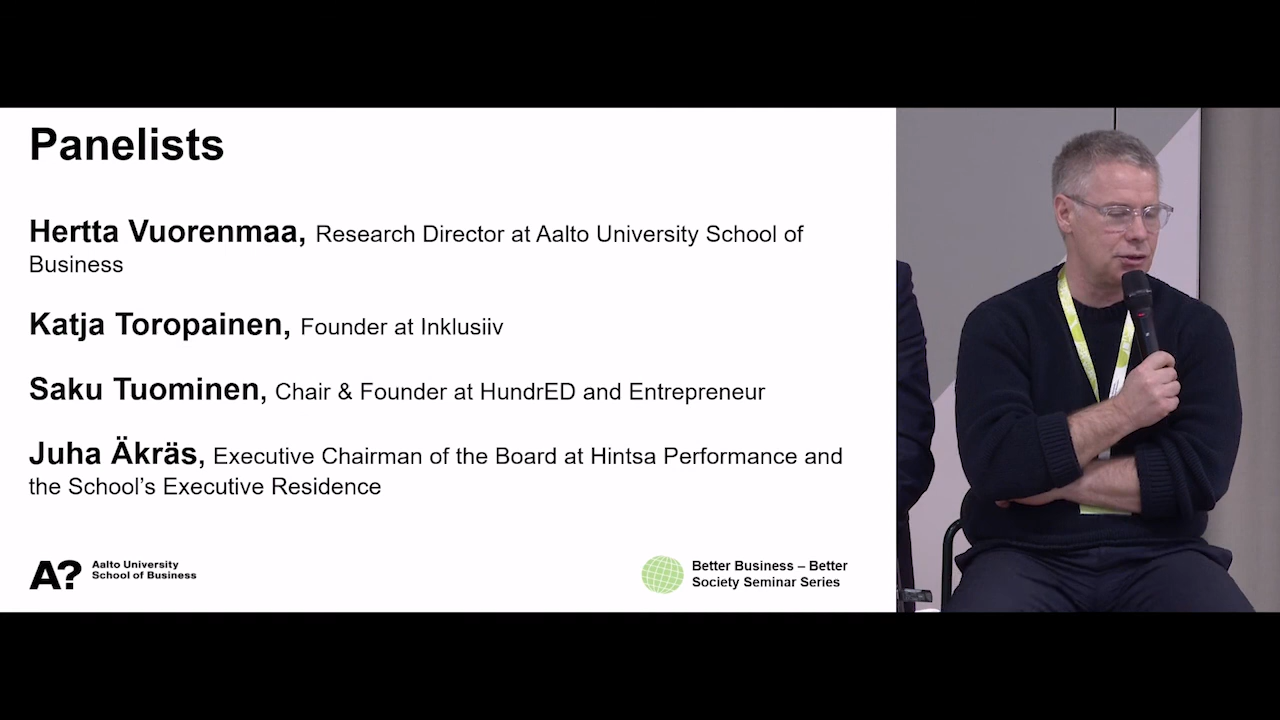 Panelists
Hertta Vuorenmaa, Research Director at Aalto University School of
Business
Katja Toropainen, Founder at Inklusiiv
Saku Tuominen, Chair & Founder at HundrED and Entrepreneur
Juha Äkräs, Executive Chairman of the Board at Hintsa Performance and
the School’s Executive Residence
A?
Aalto University
School of Business
Better Business – Better
Society Seminar Series